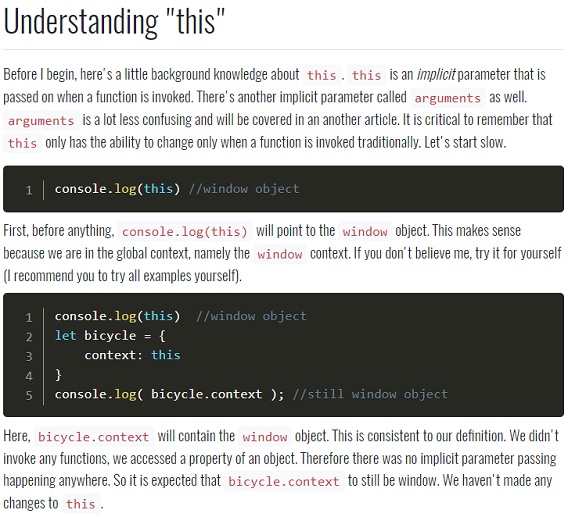 Understanding "this"
Before I begin, here's a little background knowledge about this. this is an implicit parameter that is
passed on when a function is invoked. There's another implicit parameter called arguments as well.
arguments is a lot less confusing and will be covered in an another article. It is critical to remember that
this only has the ability to change only when a function is invoked traditionally. Let's start slow.
1 console.log(this) //window object
First, before anything, console.log(this) will point to the window object. This makes sense
because we are in the global context, namely the window context. If you don't believe me, try it for yourself
(I recommend you to try all examples yourself).
1 console.log(this)  //window object
2 let bicycle = {
3     context: this
4 }
5 console.log( bicycle.context ); //still window object
Here, bicycle.context will contain the window object. This is consistent to our definition. We didn't
invoke any functions, we accessed a property of an object. Therefore there was no implicit parameter passing
happening anywhere. So it is expected that bicycle.context to still be window. We haven't made any
changes to this.